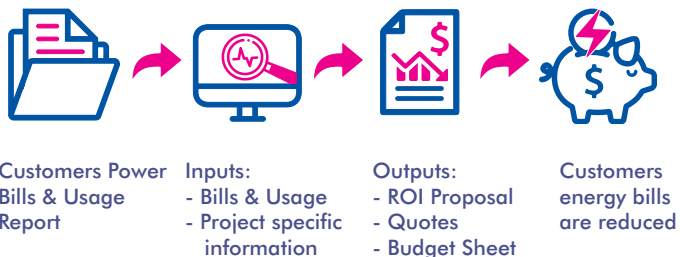 $
$
Customers Power
Bills & Usage
Report
Inputs:
- Bills & Usage
- Project specific
information
Outputs:
- ROI Proposal
- Quotes
- Budget Sheet
Customers
energy bills
are reduced